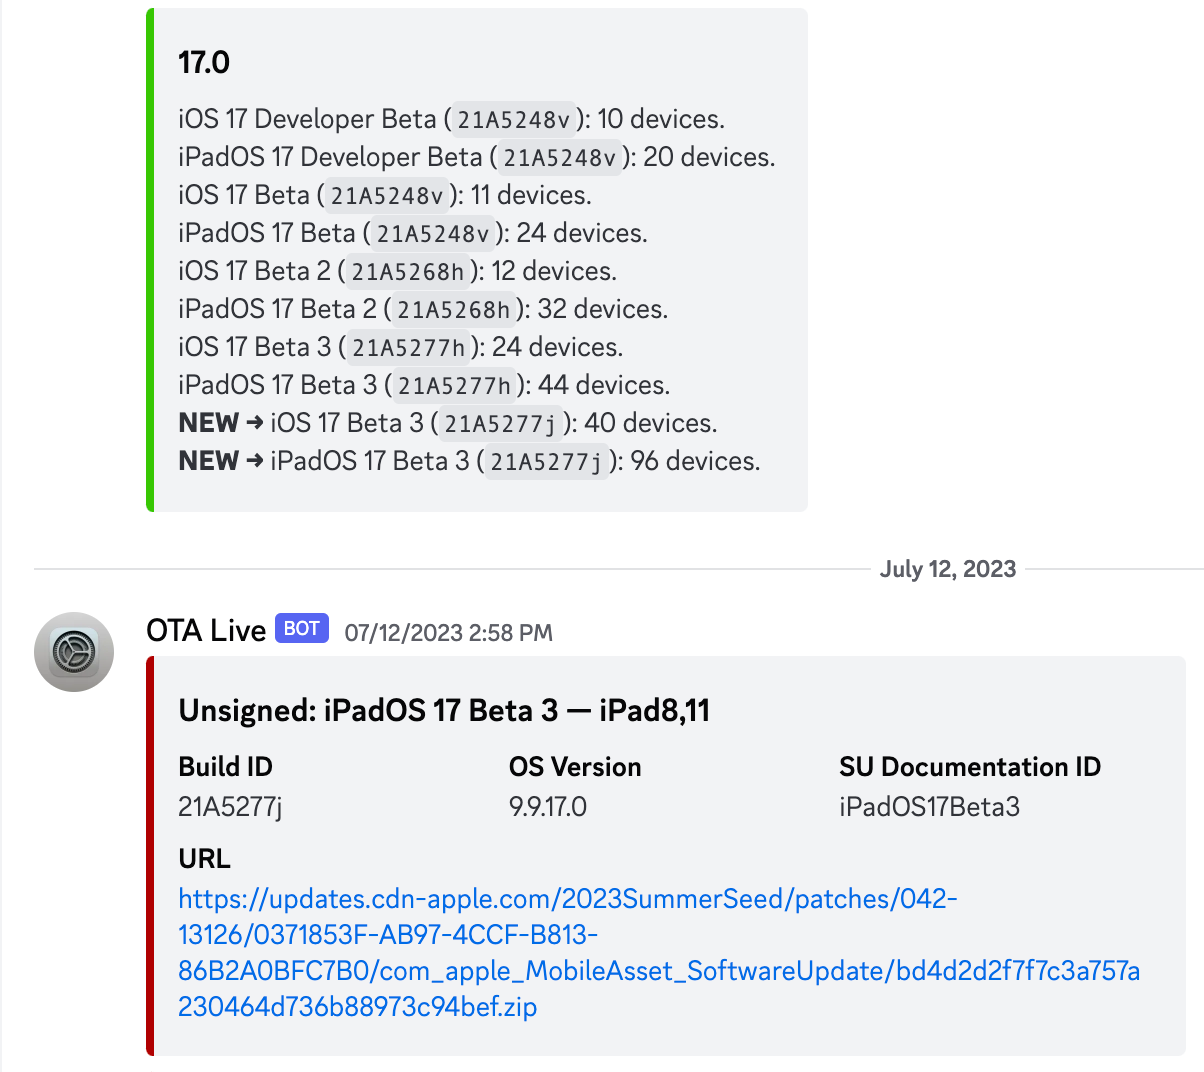 17.0
iOS 17 Developer Beta (21A5248v): 10 devices.
iPadOS 17 Developer Beta (21A5248v): 20 devices.
iOS 17 Beta (21A5248v): 11 devices.
iPadOS 17 Beta (21A5248v): 24 devices.
iOS 17 Beta 2 (21A5268h): 12 devices.
iPadOS 17 Beta 2 (21A5268h): 32 devices.
iOS 17 Beta 3 (21A5277h): 24 devices.
iPadOS 17 Beta 3 (21A5277h): 44 devices.
NEW → iOS 17 Beta 3 (21A5277j): 40 devices.
NEW → iPadOS 17 Beta 3 (21A5277j): 96 devices.
July 12, 2023
OTA Live BOT 07/12/2023 2:58 PM
Unsigned: iPadOS 17 Beta 3 — iPad8,11
Build ID OS Version SU Documentation ID
21A5277j 9.9.17.0 iPadOS17Beta3
URL
https://updates.cdn-apple.com/2023SummerSeed/patches/042-
13126/0371853F-AB97-4CCF-B813-
86B2A0BFC7B0/com_apple_MobileAsset_SoftwareUpdate/bd4d2d2f7f7c3a757a
230464d736b88973c94bef.zip